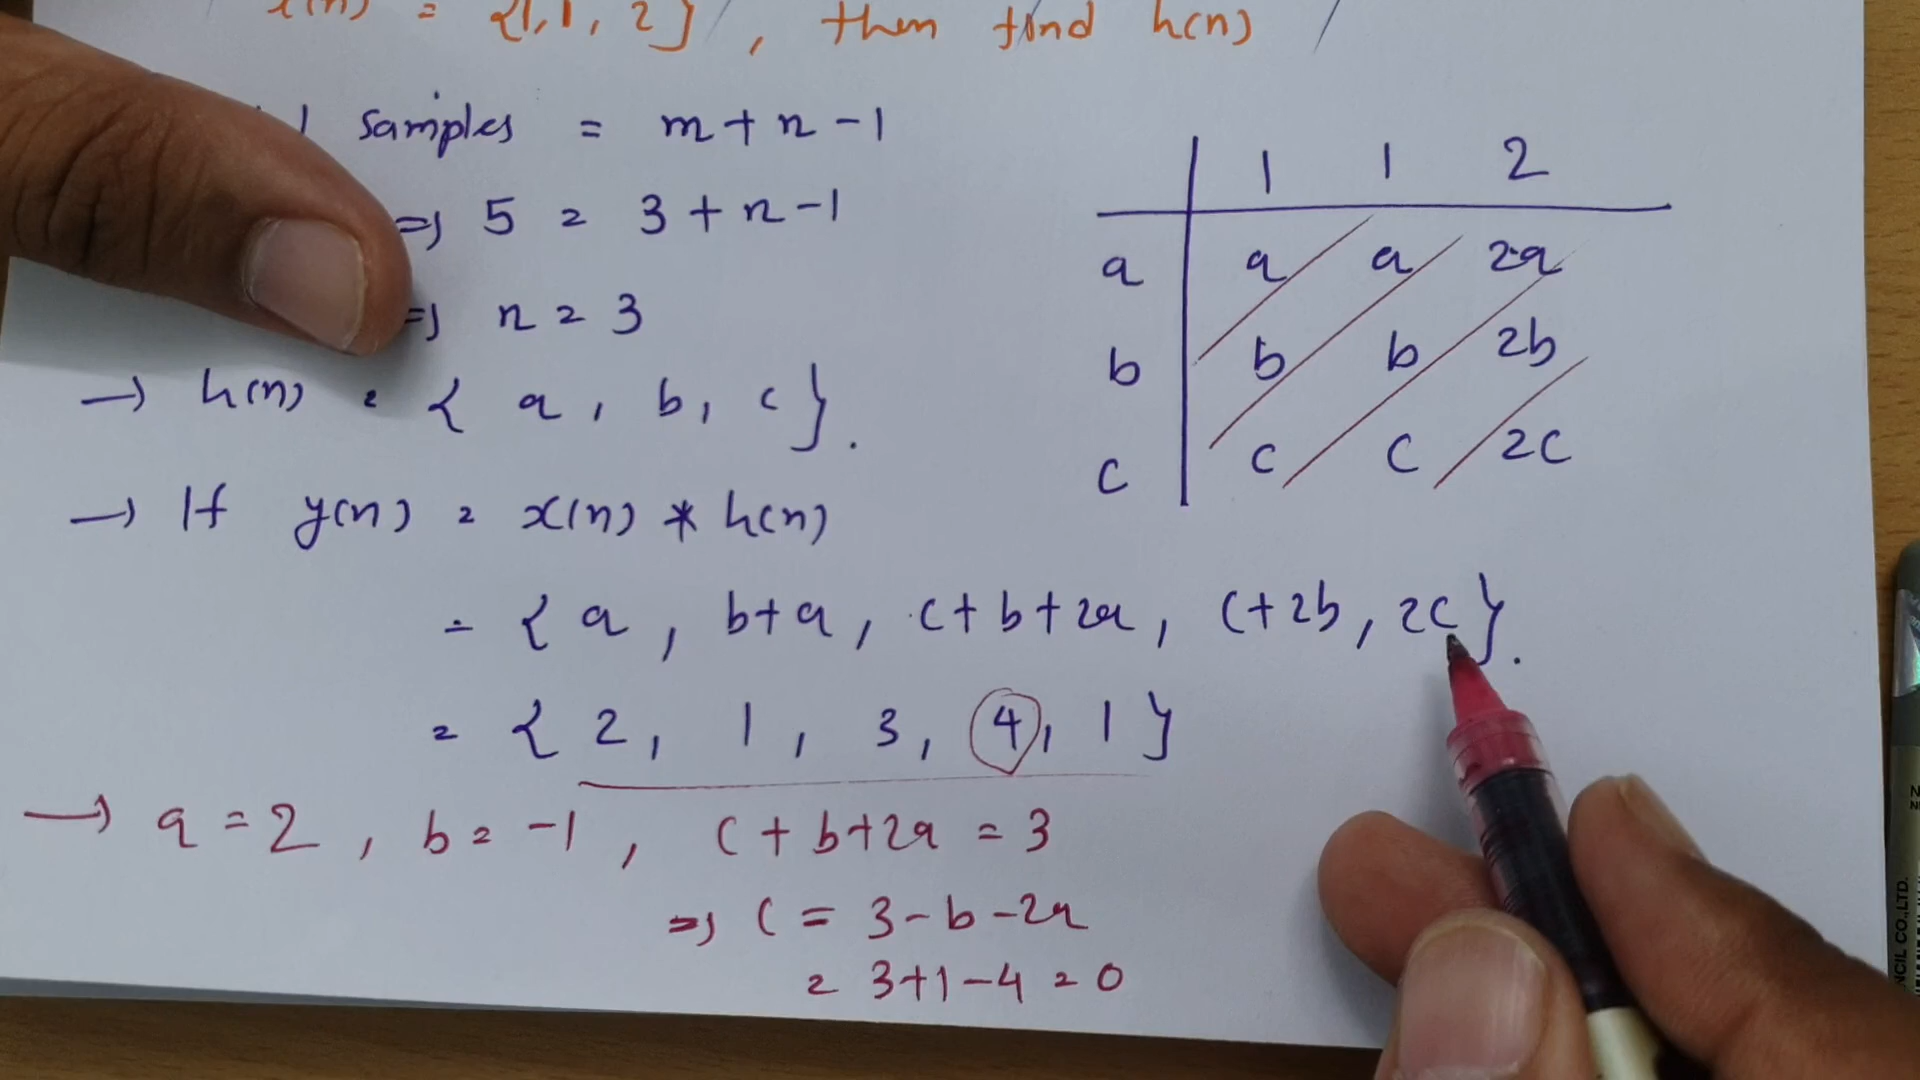 x(n) = {1, 1, 2}, then find h(n)
samples = m + n - 1
=> 5 = 3 + n - 1
=> n = 3
→ h(n) = { a, b, c}.
→ If y(n) = x(n) * h(n)
= { a, b+a, c+b+2a, c+2b, 2c}.
= { 2, 1, 3, 4, 1 }
→ a = 2, b = -1, c + b + 2a = 3
=> c = 3 - b - 2a
= 3+1-4 = 0
1 1 2
a a a 2a
b b b 2b
c c c 2c